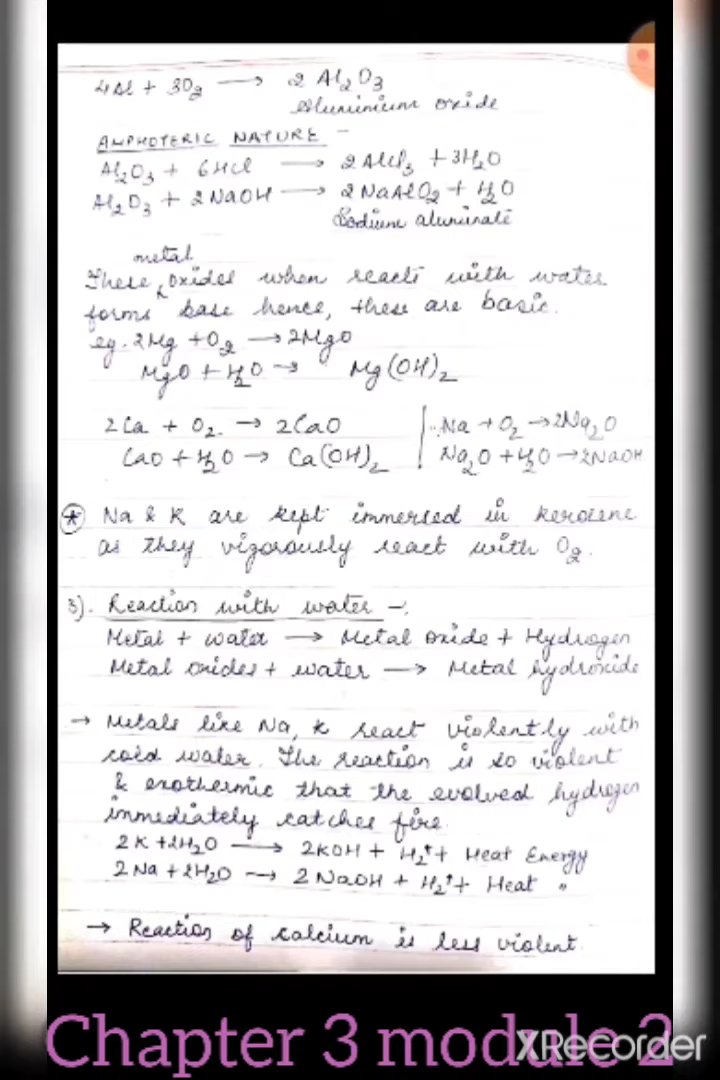 4Al + 3O₂ ⟶ 2 Al₂O₃
Aluminium oxide
AMPHOTERIC NATURE -
Al₂O₃ + 6HCl ⟶ 2AlCl₃ + 3H₂O
Al₂O₃ + 2NaOH ⟶ 2NaAlO₂ + H₂O
Sodium aluminate
metal
These oxides when reacts with water
forms base hence, these are basic.
eg. 2Mg + O₂ → 2MgO
MgO + H₂O → Mg(OH)₂
2Ca + O₂ → 2CaO
CaO + H₂O → Ca(OH)₂
Na + O₂ → 2Na₂O
Na₂O + H₂O → 2NaOH
* Na & K are kept immersed in kerosene
as they vigorously react with O₂.
3). Reaction with water -.
Metal + water ⟶ Metal oxide + Hydrogen
Metal oxides + water ⟶ Metal hydroxide
→ Metals like Na, K react violently with
cold water. The reaction is so violent
& exothermic that the evolved hydrogen
immediately catches fire.
2K + 2H₂O ⟶ 2KOH + H₂↑ + Heat Energy
2Na + 2H₂O → 2NaOH + H₂↑ + Heat "
→ Reaction of calcium is less violent.
Chapter 3 module 2
XRecorder